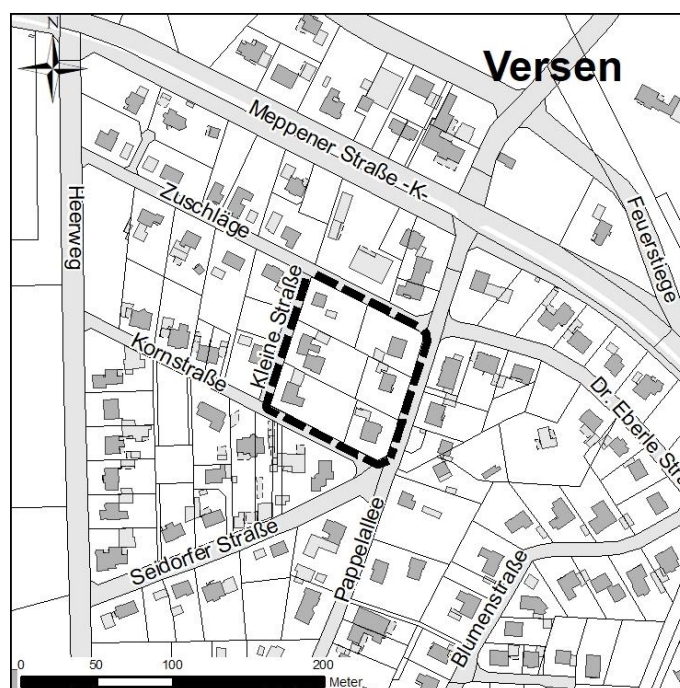 N
Versen
Meppener Straße -K-
Zuschläge
Heerweg
Feuerstiege
Kleine Straße
Kornstraße
Dr. Eberle Stra
Seidorfer Straße
Pappelallee
Blumenstraße
0 50 100 200
Meter